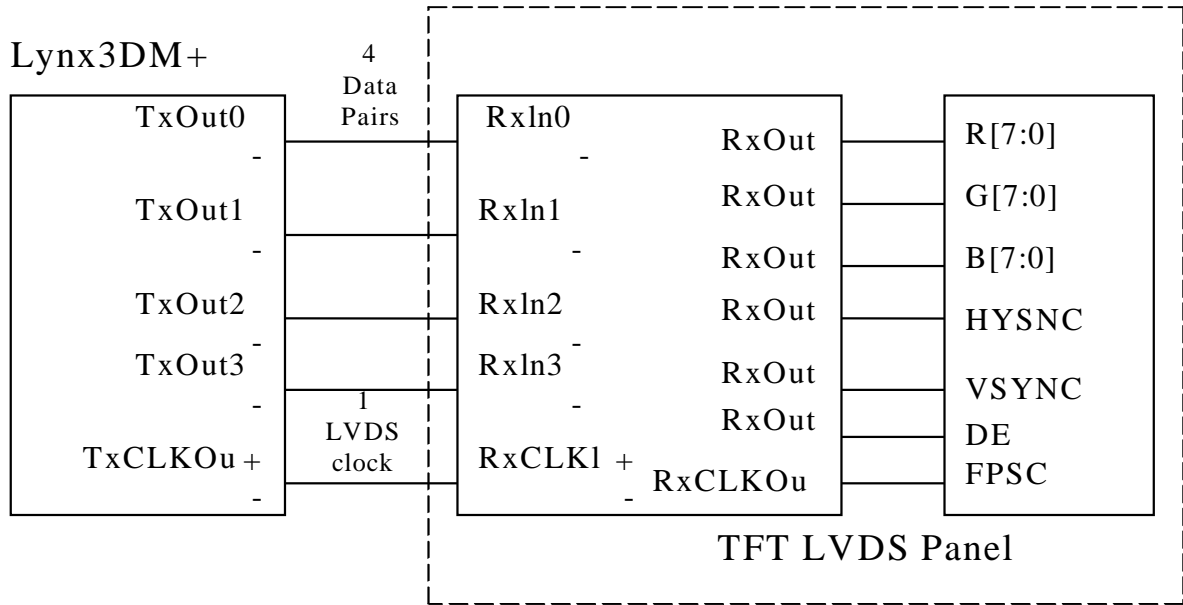 Lynx3DM+
4
Data
Pairs
TxOut0
-
TxOut1
-
TxOut2
-
TxOut3
-
TxCLKOu +
-
1
LVDS
clock
Rxln0
-
Rxln1
-
Rxln2
-
Rxln3
-
RxCLKl +
-
RxOut
RxOut
RxOut
RxOut
RxOut
RxOut
RxCLKOu
R[7:0]
G[7:0]
B[7:0]
HYSNC
VSYNC
DE
FPSC
TFT LVDS Panel